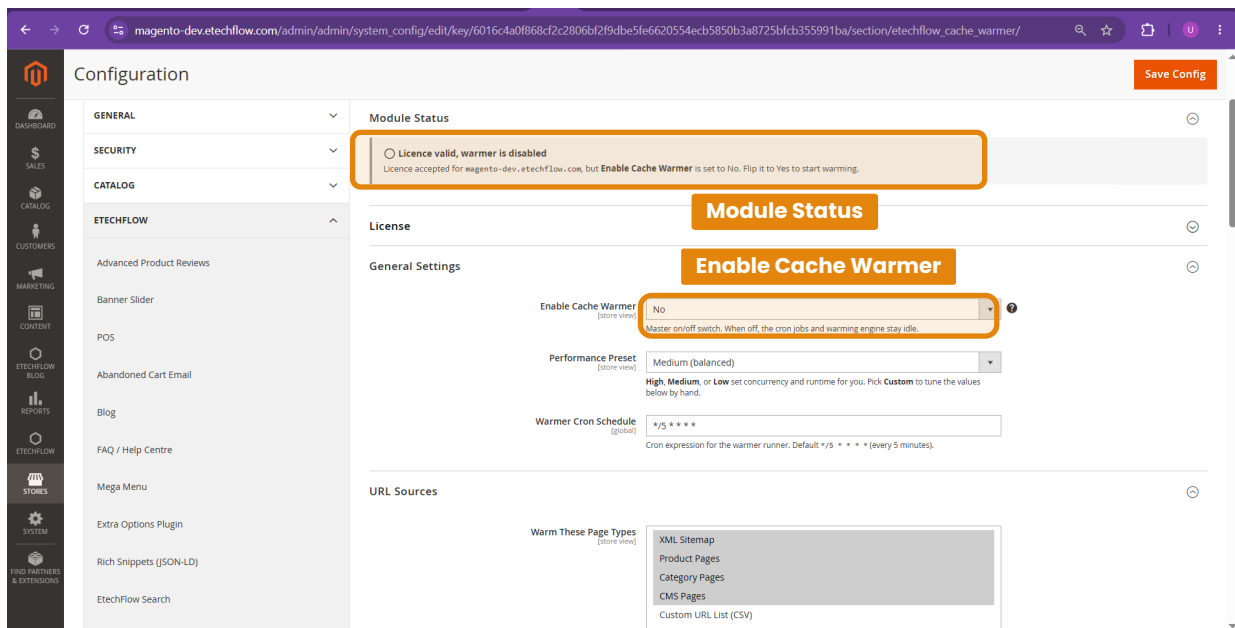 magento-dev.etechflow.com/admin/admin/system_config/edit/key/6016c4a0f868cf2c2806bf2f9dbe5fe6620554ecb5850b3a8725bfcb355991ba/section/etechflow_cache_warmer/
U
Configuration
Save Config
DASHBOARD
SALES
CATALOG
CUSTOMERS
MARKETING
CONTENT
ETECHFLOW
BLOG
REPORTS
ETECHFLOW
STORES
SYSTEM
FIND PARTNERS
& EXTENSIONS
GENERAL
SECURITY
CATALOG
ETECHFLOW
Advanced Product Reviews
Banner Slider
POS
Abandoned Cart Email
Blog
FAQ / Help Centre
Mega Menu
Extra Options Plugin
Rich Snippets (JSON-LD)
EtechFlow Search
Module Status
Licence valid, warmer is disabled
Licence accepted for magento-dev.etechflow.com, but Enable Cache Warmer is set to No. Flip it to Yes to start warming.
Module Status
License
General Settings
Enable Cache Warmer
Enable Cache Warmer
[store view]
No
Master on/off switch. When off, the cron jobs and warming engine stay idle.
Performance Preset
[store view]
Medium (balanced)
High, Medium, or Low set concurrency and runtime for you. Pick Custom to tune the values
below by hand.
Warmer Cron Schedule
[global]
*/5 * * * *
Cron expression for the warmer runner. Default */5 * * * * (every 5 minutes).
URL Sources
Warm These Page Types
[store view]
XML Sitemap
Product Pages
Category Pages
CMS Pages
Custom URL List (CSV)